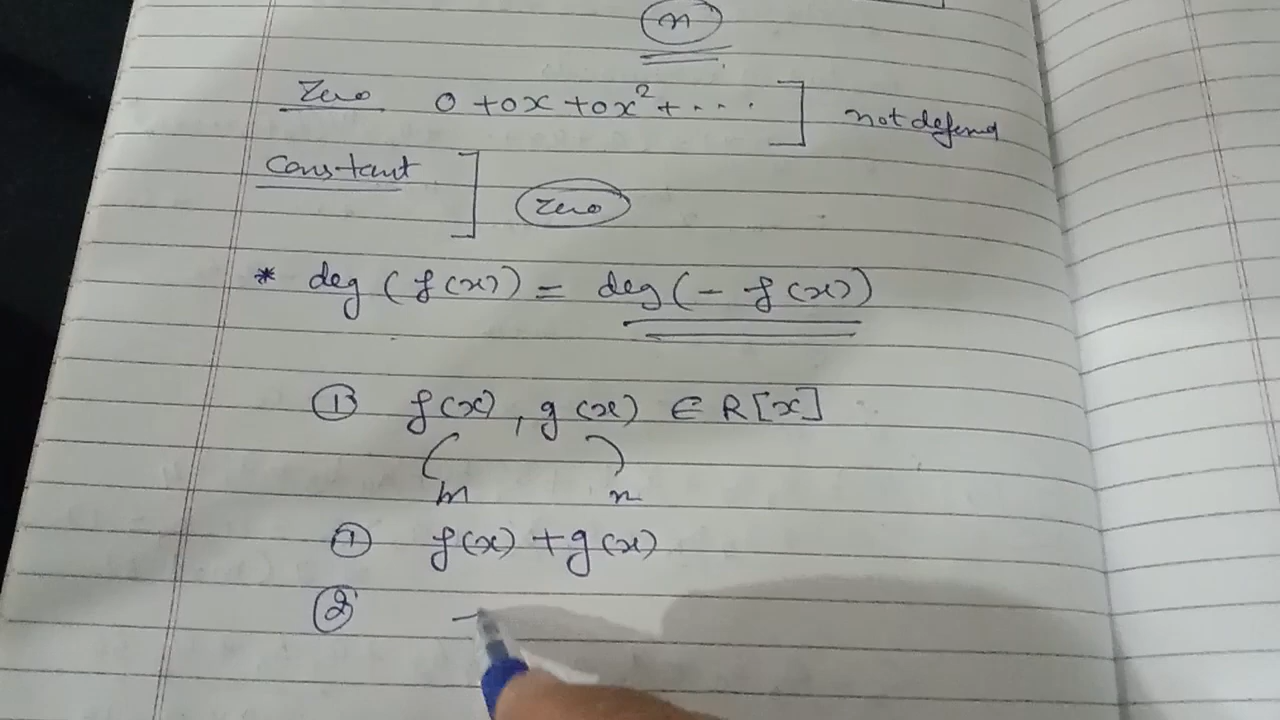 n
Zero 0 + 0x + 0x² + ... ] not defined
Constant ] Zero
* deg (f(x)) = deg(- f(x))
① f(x), g(x) ∈ R[x]
m n
① f(x) + g(x)
②